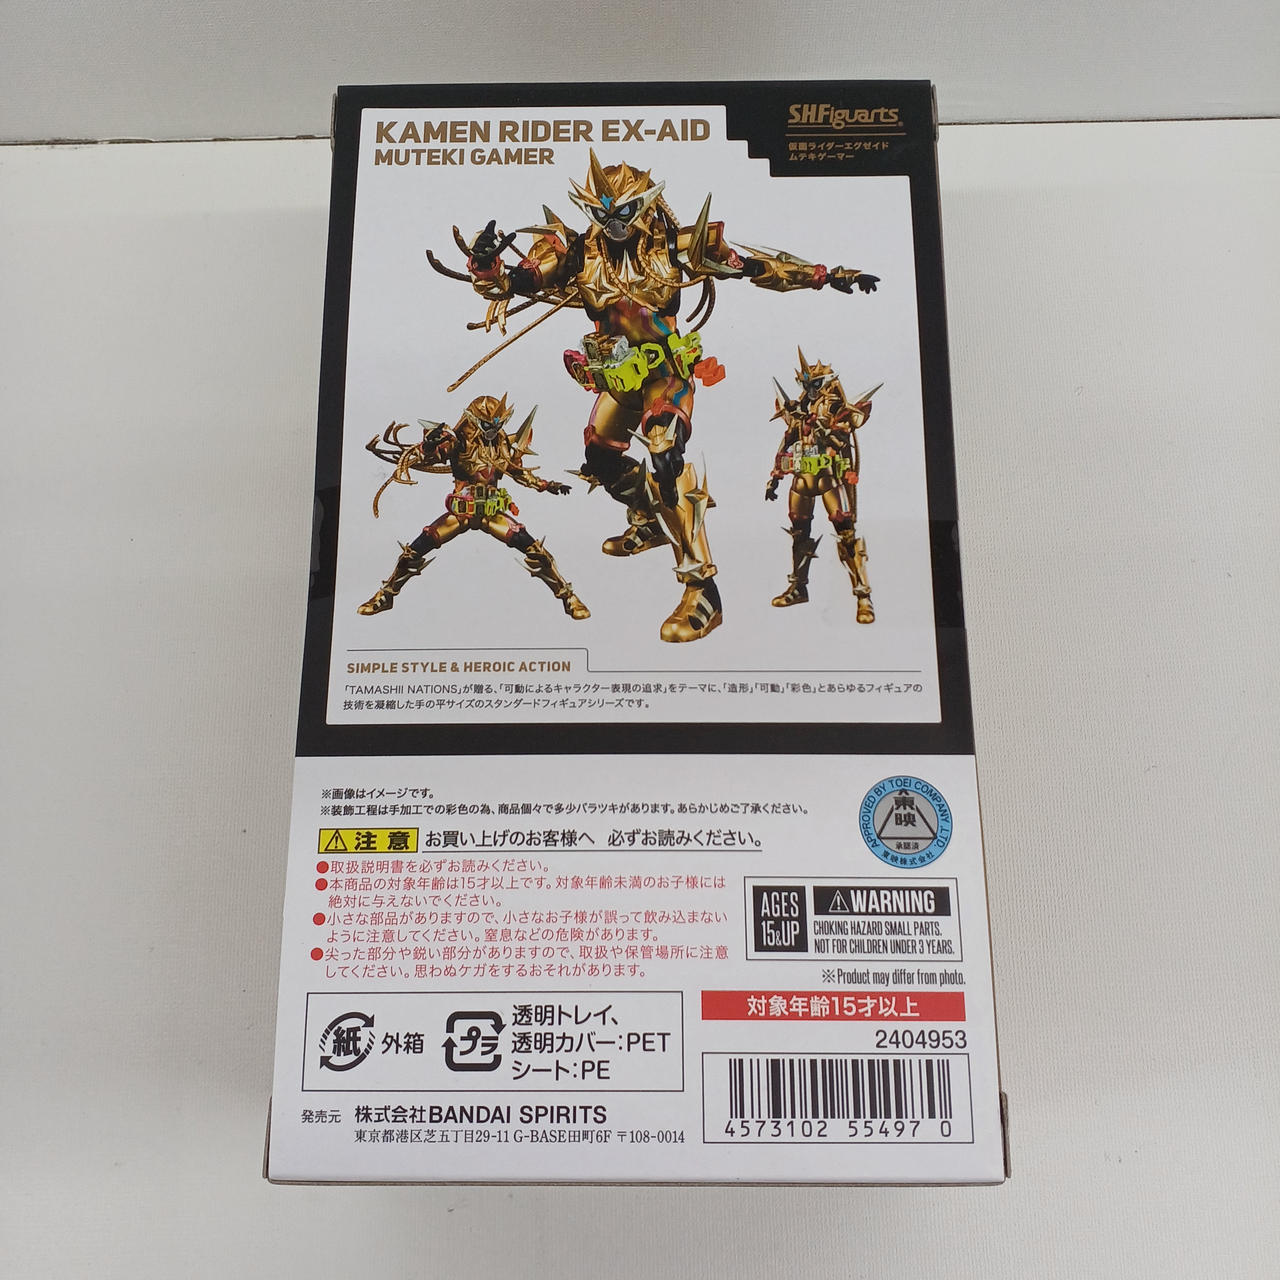 KAMEN RIDER EX-AID
MUTEKI GAMER
SHFiguarts
仮面ライダーエグゼイド
ムテキゲーマー
SIMPLE STYLE & HEROIC ACTION
「TAMASHII NATIONS」が贈る、「可動によるキャラクター表現の追求」をテーマに、「造形」「可動」「彩色」とあらゆるフィギュアの
技術を凝縮した手の平サイズのスタンダードフィギュアシリーズです。
※画像はイメージです。
※装飾工程は手加工での彩色の為、商品個々で多少バラツキがあります。あらかじめご了承ください。
APPROVED BY TOEI COMPANY, LTD.
東映
承認済
東映株式会社
注意 お買い上げのお客様へ 必ずお読みください。
●取扱説明書を必ずお読みください。
●本商品の対象年齢は15才以上です。対象年齢未満のお子様には
絶対に与えないでください。
●小さな部品がありますので、小さなお子様が誤って飲み込まない
ように注意してください。窒息などの危険があります。
●尖った部分や鋭い部分がありますので、取扱や保管場所に注意
してください。思わぬケガをするおそれがあります。
AGES
15&UP
WARNING
CHOKING HAZARD SMALL PARTS.
NOT FOR CHILDREN UNDER 3 YEARS.
※Product may differ from photo.
対象年齢15才以上
2404953
紙 外箱
プラ
透明トレイ、
透明カバー:PET
シート:PE
発売元 株式会社BANDAI SPIRITS
東京都港区芝五丁目29-11 G-BASE田町6F 〒108-0014
4573102 55497 0